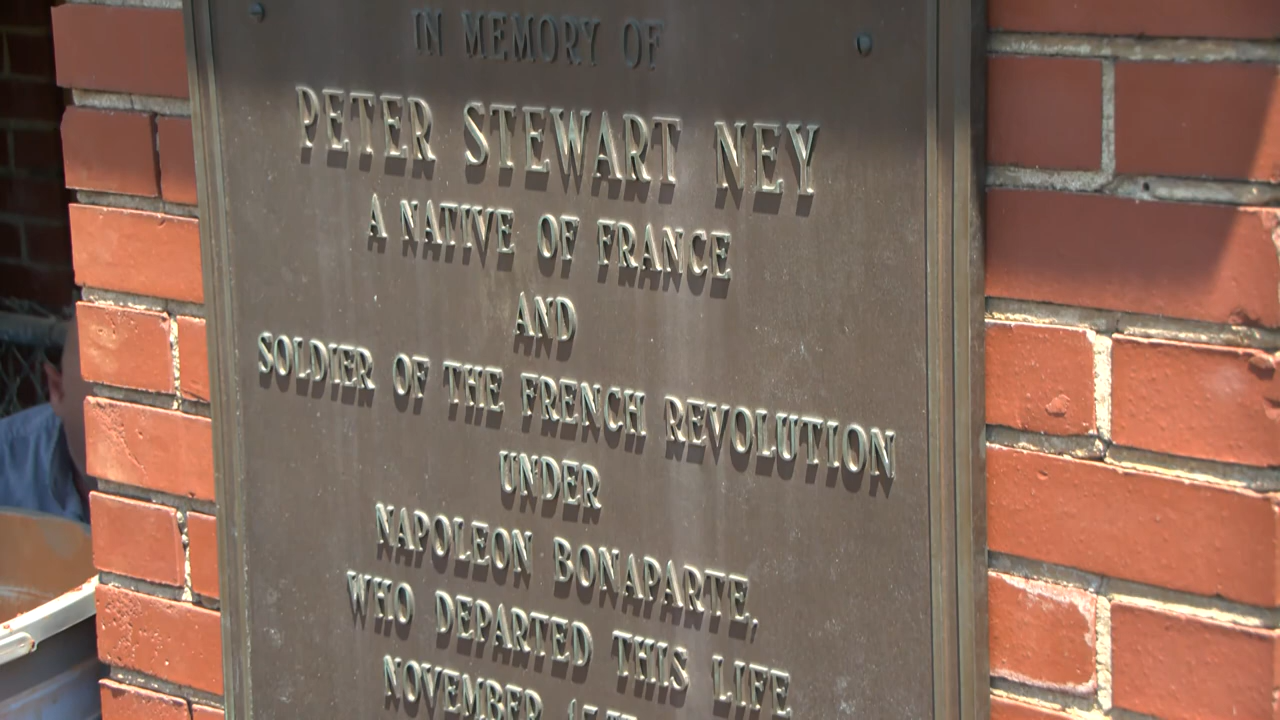 IN MEMORY OF
PETER STEWART NEY
A NATIVE OF FRANCE
AND
SOLDIER OF THE FRENCH REVOLUTION
UNDER
NAPOLEON BONAPARTE,
WHO DEPARTED THIS LIFE
NOVEMBER